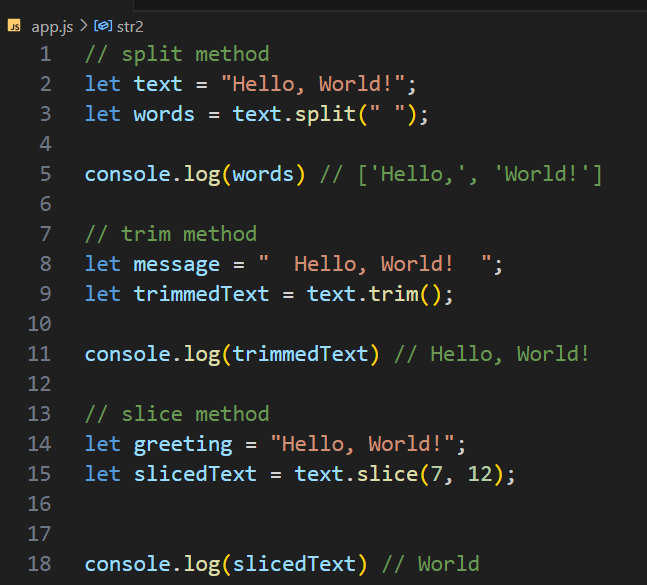 JS app.js > str2
1 // split method
2 let text = "Hello, World!";
3 let words = text.split(" ");
4
5 console.log(words) // ['Hello,', 'World!']
6
7 // trim method
8 let message = "  Hello, World!  ";
9 let trimmedText = text.trim();
10
11 console.log(trimmedText) // Hello, World!
12
13 // slice method
14 let greeting = "Hello, World!";
15 let slicedText = text.slice(7, 12);
16
17
18 console.log(slicedText) // World